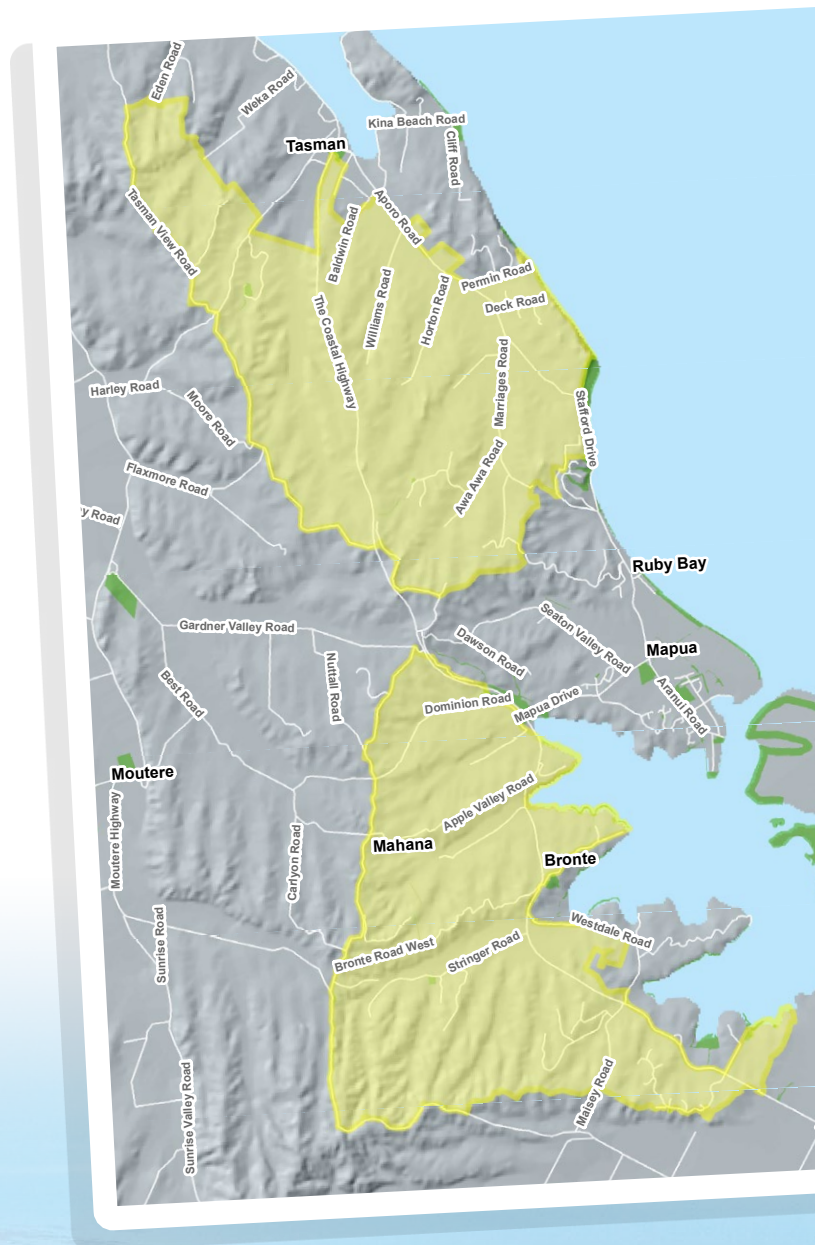 Eden Road
Weka Road
Kina Beach Road
Tasman
Cliff Road
Tasman View Road
Aporo Road
Baldwin Road
Permin Road
Williams Road
Horton Road
Deck Road
The Coastal Highway
Marriages Road
Harley Road
Moore Road
Stafford Drive
Awa Awa Road
Flaxmore Road
y Road
Ruby Bay
Gardner Valley Road
Seaton Valley Road
Dawson Road
Mapua
Nuttall Road
Best Road
Aranui Road
Dominion Road
Mapua Drive
Moutere
Apple Valley Road
Moutere Highway
Carlyon Road
Mahana
Bronte
Sunrise Road
Westdale Road
Bronte Road West
Stringer Road
Maisey Road
Sunrise Valley Road